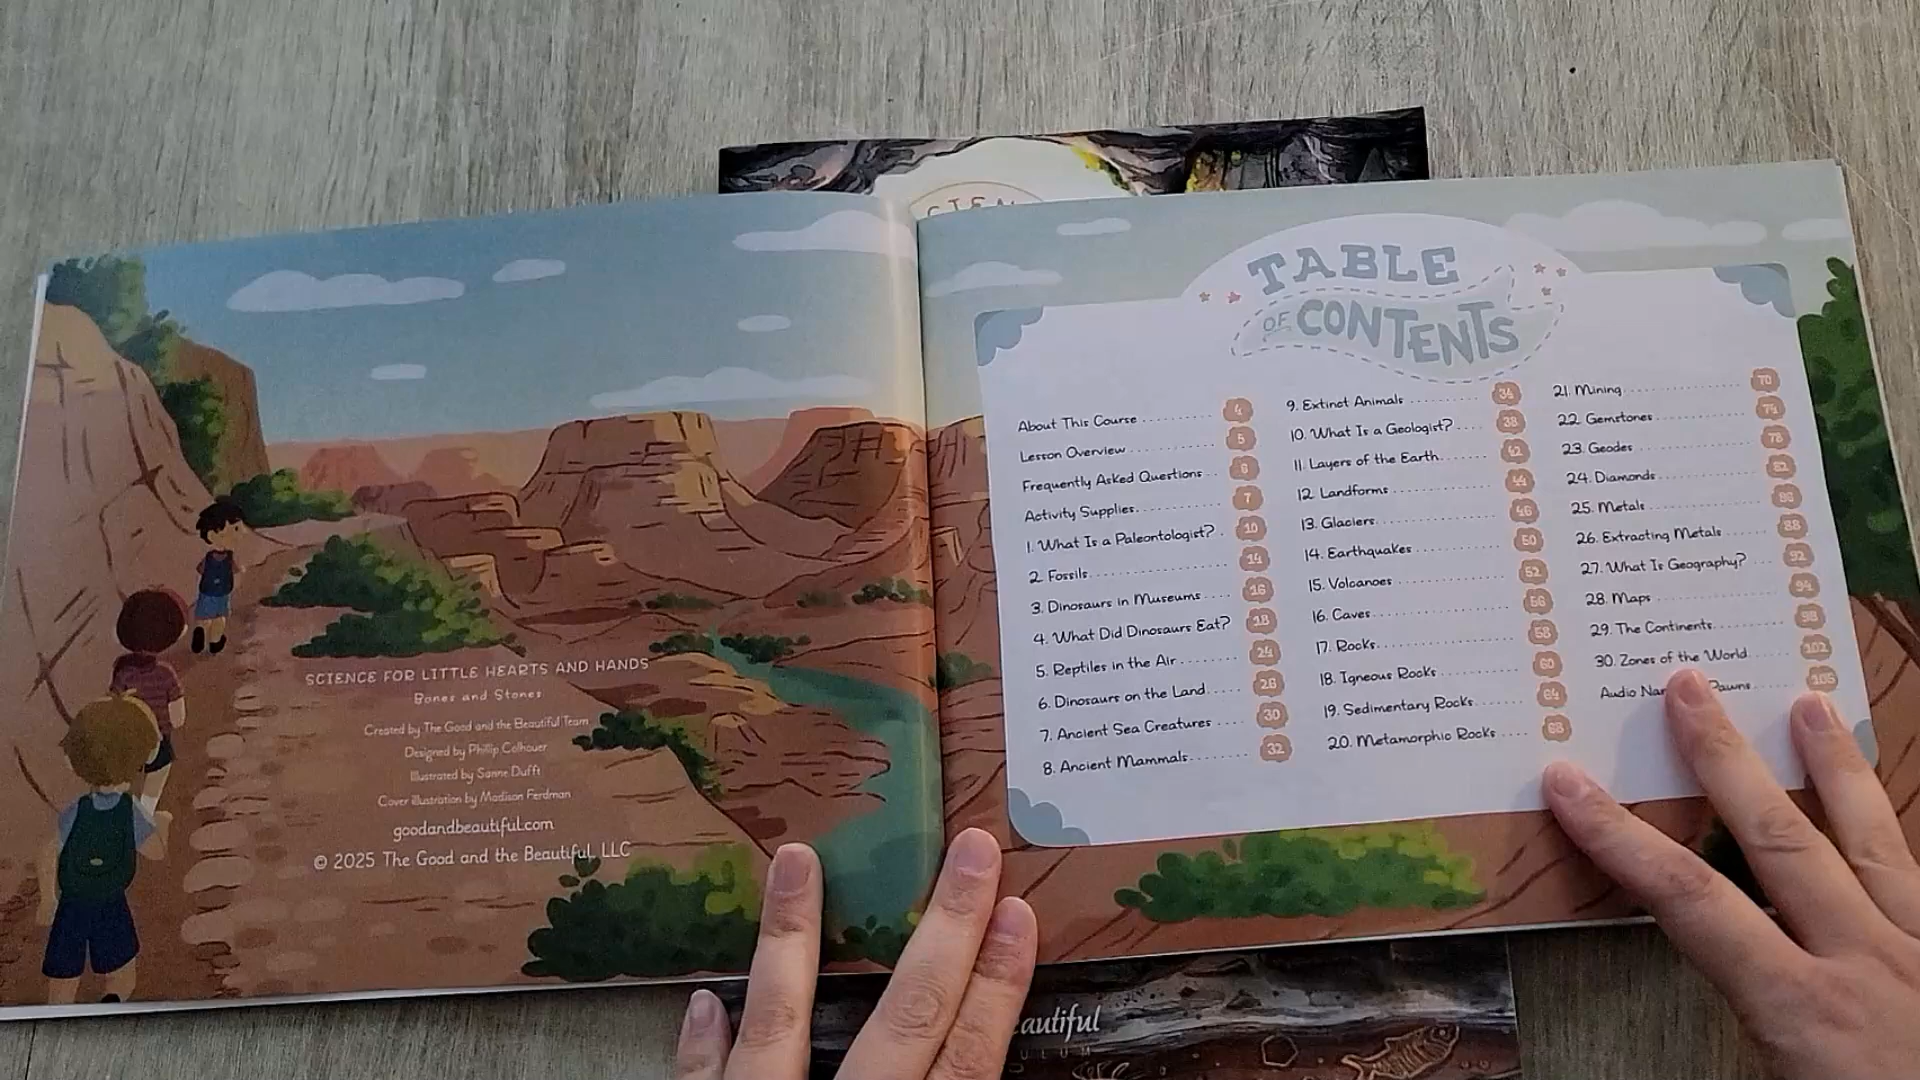 SCIEN
SCIENCE FOR LITTLE HEARTS AND HANDS
Bones and Stones
Created by The Good and the Beautiful Team
Designed by Phillip Colhouer
Illustrated by Sanne Dufft
Cover illustration by Madison Ferdman
goodandbeautiful.com
© 2025 The Good and the Beautiful, LLC
TABLE
OF CONTENTS
About This Course ......... 4
Lesson Overview ......... 5
Frequently Asked Questions .. 6
Activity Supplies ......... 7
1. What Is a Paleontologist? . 10
2. Fossils ......... 14
3. Dinosaurs in Museums .... 16
4. What Did Dinosaurs Eat? 18
5. Reptiles in the Air ....... 24
6. Dinosaurs on the Land ..... 26
7. Ancient Sea Creatures .... 30
8. Ancient Mammals ........ 32
9. Extinct Animals ........ 34
10. What Is a Geologist? .... 38
11. Layers of the Earth ....... 42
12. Landforms ......... 44
13. Glaciers ......... 46
14. Earthquakes ......... 50
15. Volcanoes ......... 52
16. Caves ......... 56
17. Rocks ......... 58
18. Igneous Rocks ........ 60
19. Sedimentary Rocks ....... 64
20. Metamorphic Rocks .... 68
21. Mining ......... 70
22. Gemstones ......... 74
23. Geodes ......... 78
24. Diamonds ......... 82
25. Metals ......... 86
26. Extracting Metals ...... 88
27. What Is Geography? .... 92
28. Maps ......... 94
29. The Continents ........ 98
30. Zones of the World ..... 102
Audio Pawns ..... 105
eautiful
ULUM